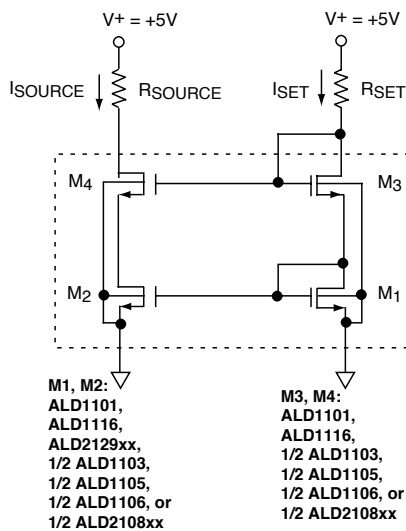 V+ = +5V
V+ = +5V
ISOURCE
RSOURCE
ISET
RSET
M4
M3
M2
M1
M1, M2:
ALD1101,
ALD1116,
ALD2129xx,
1/2 ALD1103,
1/2 ALD1105,
1/2 ALD1106, or
1/2 ALD2108xx
M3, M4:
ALD1101,
ALD1116,
1/2 ALD1103,
1/2 ALD1105,
1/2 ALD1106, or
1/2 ALD2108xx